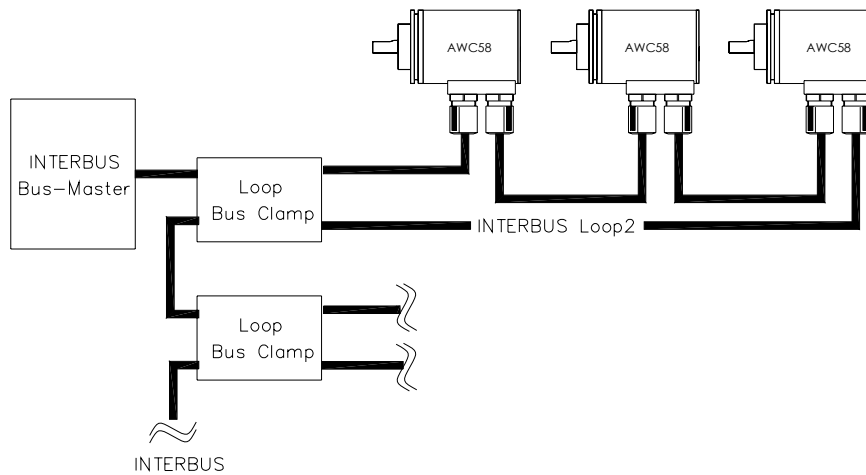 AWC58
AWC58
AWC58
INTERBUS
Bus-Master
Loop
Bus Clamp
INTERBUS Loop2
Loop
Bus Clamp
INTERBUS